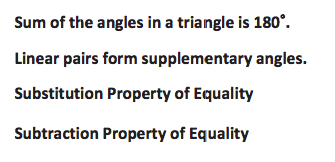 Sum of the angles in a triangle is 180˚.
Linear pairs form supplementary angles.
Substitution Property of Equality
Subtraction Property of Equality